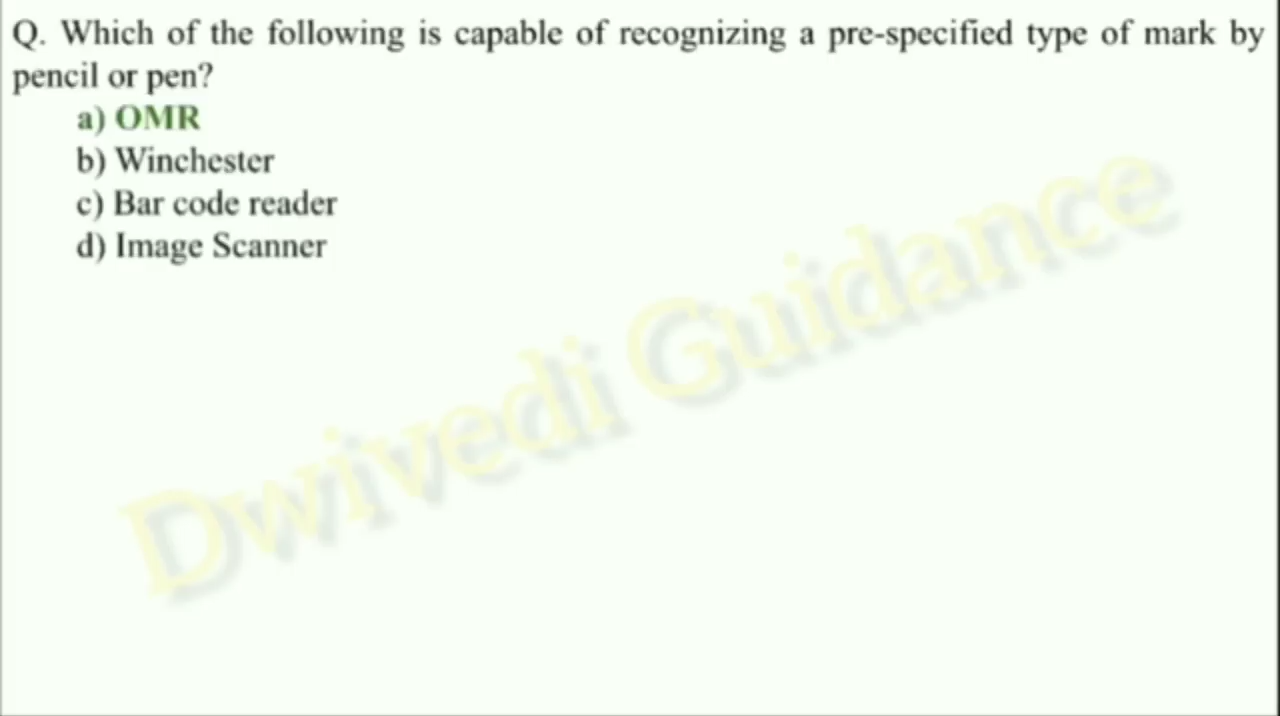 Q. Which of the following is capable of recognizing a pre-specified type of mark by
pencil or pen?
a) OMR
b) Winchester
c) Bar code reader
d) Image Scanner
Dwivedi Guidance